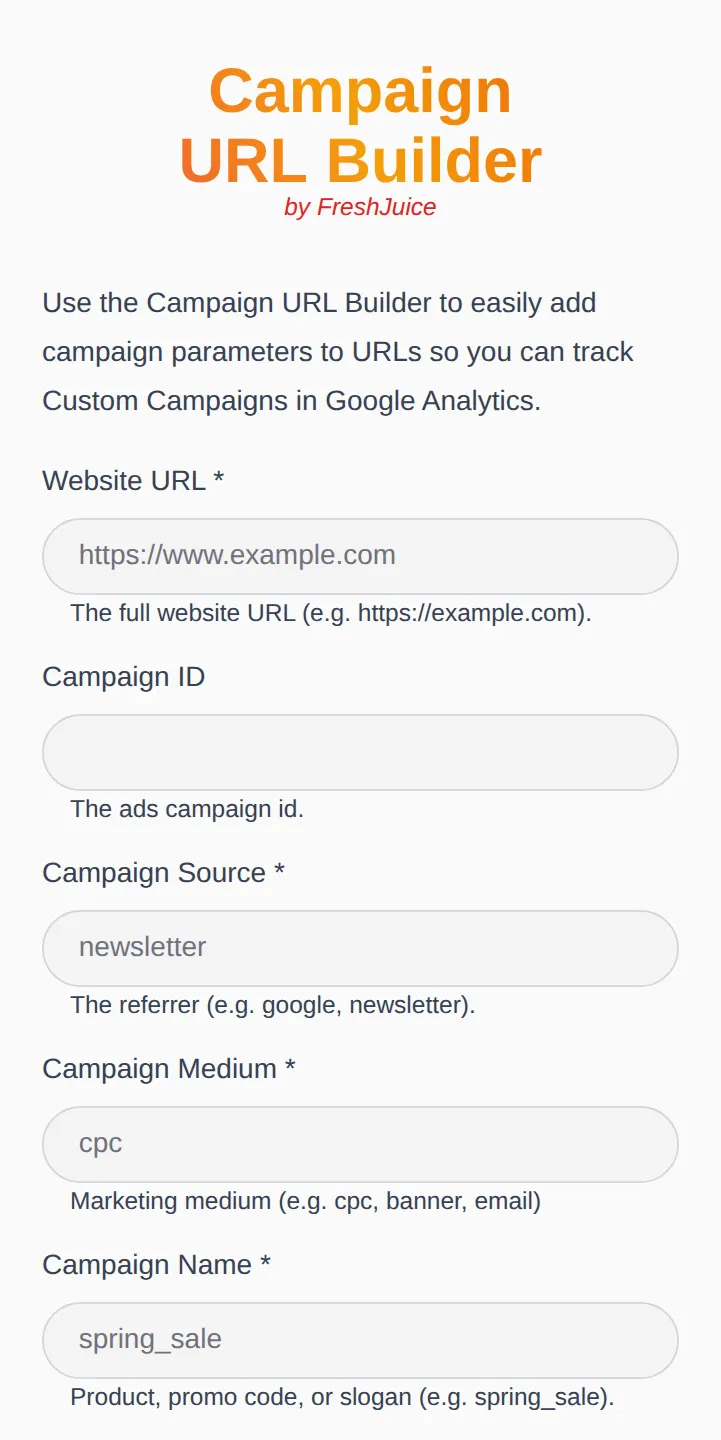 Campaign
URL Builder
by FreshJuice
Use the Campaign URL Builder to easily add
campaign parameters to URLs so you can track
Custom Campaigns in Google Analytics.
Website URL *
https://www.example.com
The full website URL (e.g. https://example.com).
Campaign ID
The ads campaign id.
Campaign Source *
newsletter
The referrer (e.g. google, newsletter).
Campaign Medium *
cpc
Marketing medium (e.g. cpc, banner, email)
Campaign Name *
spring_sale
Product, promo code, or slogan (e.g. spring_sale).